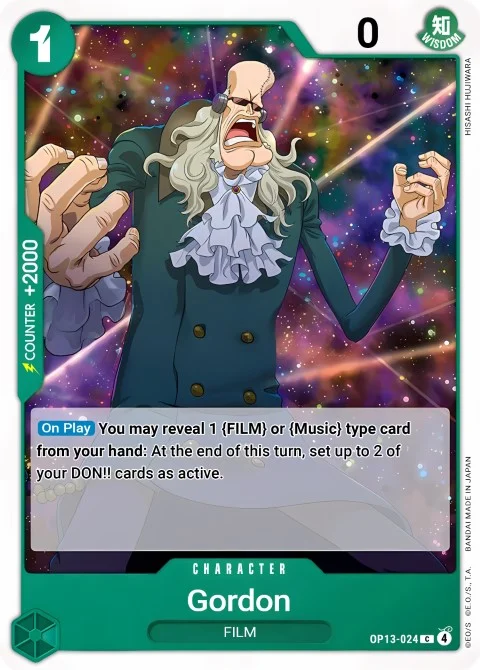 1
0
知
WISDOM
HISASHI HUJIWARA
COUNTER +2000
On Play You may reveal 1 {FILM} or {Music} type card
from your hand: At the end of this turn, set up to 2 of
your DON!! cards as active.
CHARACTER
Gordon
FILM
OP13-024 C 4
©E.O/S ©E.O./S., T.A. BANDAI MADE IN JAPAN